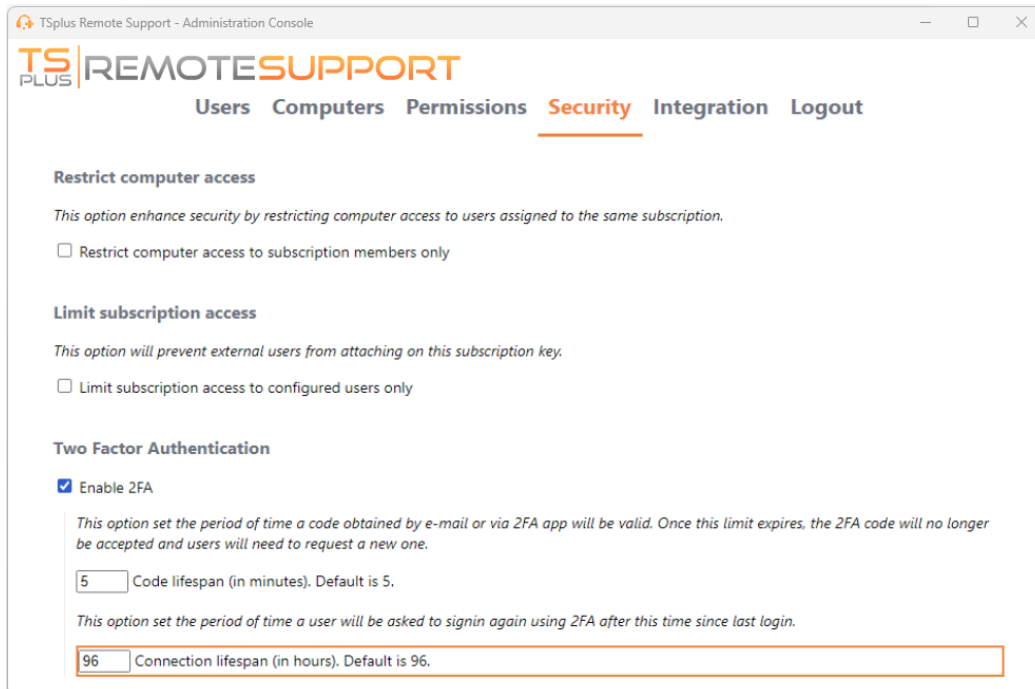 TSplus Remote Support - Administration Console
TS PLUS REMOTESUPPORT
Users Computers Permissions Security Integration Logout
Restrict computer access
This option enhance security by restricting computer access to users assigned to the same subscription.
Restrict computer access to subscription members only
Limit subscription access
This option will prevent external users from attaching on this subscription key.
Limit subscription access to configured users only
Two Factor Authentication
Enable 2FA
This option set the period of time a code obtained by e-mail or via 2FA app will be valid. Once this limit expires, the 2FA code will no longer
be accepted and users will need to request a new one.
5 Code lifespan (in minutes). Default is 5.
This option set the period of time a user will be asked to signin again using 2FA after this time since last login.
96 Connection lifespan (in hours). Default is 96.